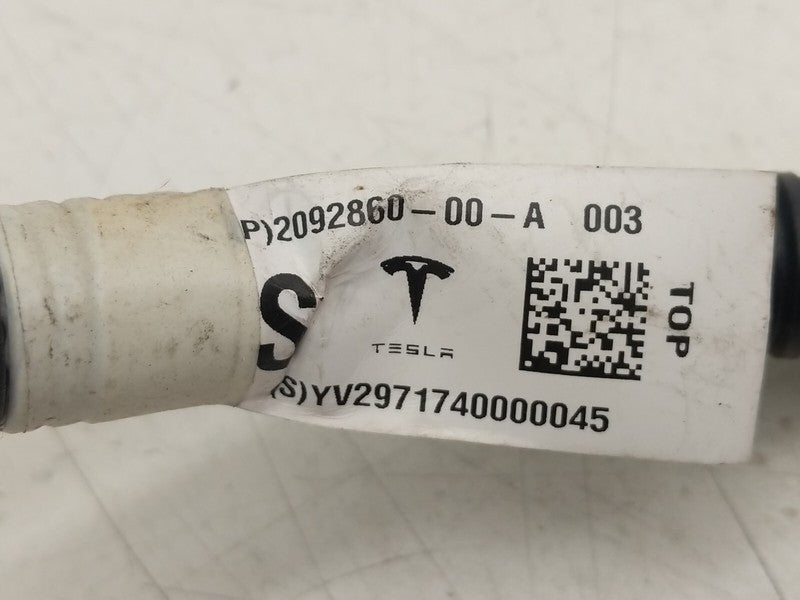 P)2092860-00-A 003
S
TESLA
TOP
(S)YV2971740000045